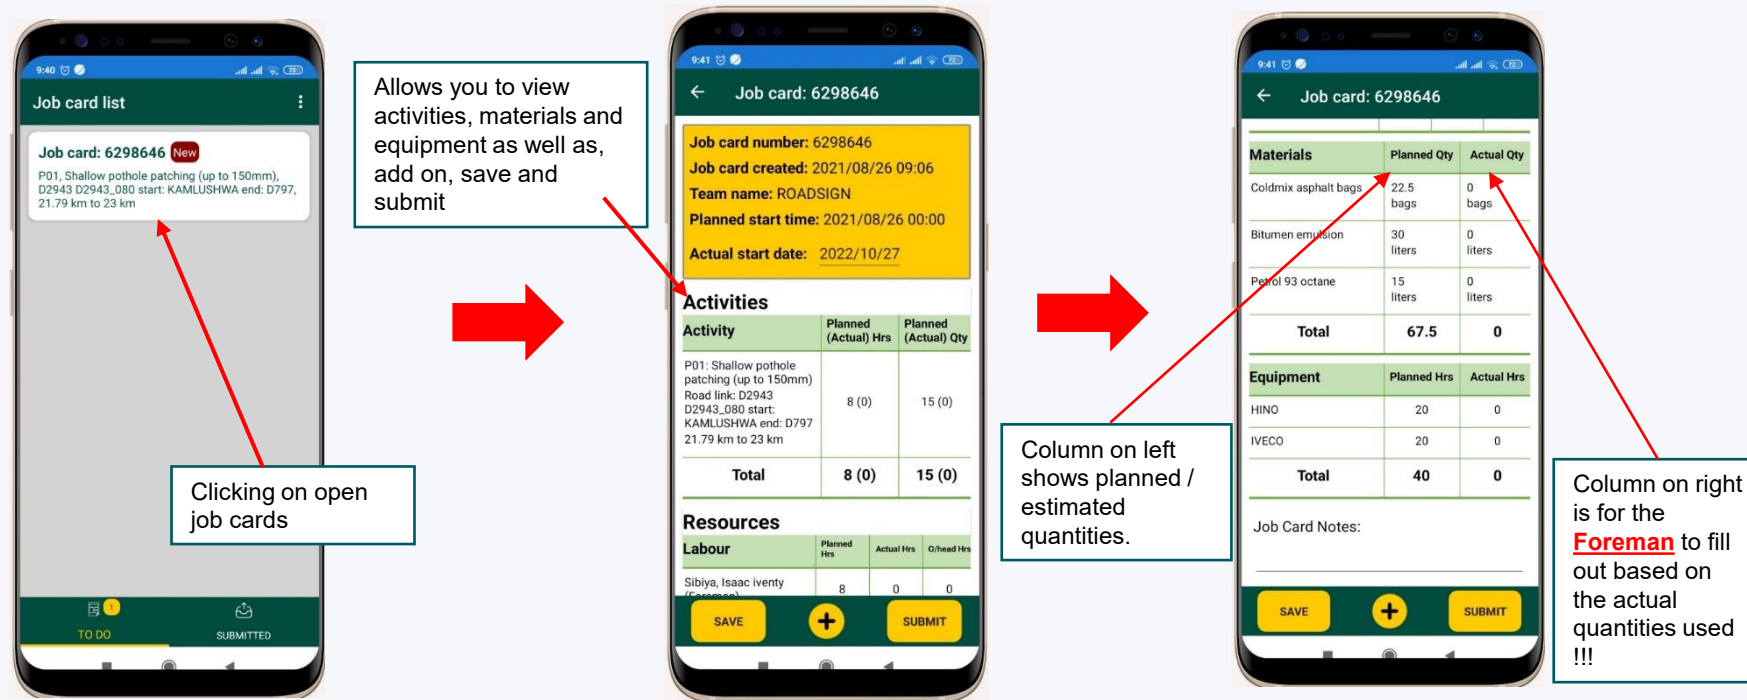 9:40
72
Job card list
Job card: 6298646 New
P01, Shallow pothole patching (up to 150mm),
D2943 D2943_080 start: KAMLUSHWA end: D797,
21.79 km to 23 km
Clicking on open
job cards
1
TO DO
SUBMITTED
Allows you to view
activities, materials and
equipment as well as,
add on, save and
submit
9:41
72
Job card: 6298646
Job card number: 6298646
Job card created: 2021/08/26 09:06
Team name: ROADSIGN
Planned start time: 2021/08/26 00:00
Actual start date: 2022/10/27
Activities
Activity Planned (Actual) Hrs Planned (Actual) Qty
P01: Shallow pothole
patching (up to 150mm)
Road link: D2943
D2943_080 start:
KAMLUSHWA end: D797
21.79 km to 23 km
8 (0) 15 (0)
Total 8 (0) 15 (0)
Resources
Labour Planned Hrs Actual Hrs O/head Hrs
Sibiya, Isaac iventy
(Foreman)
8 0 0
SAVE + SUBMIT
Column on left
shows planned /
estimated
quantities.
9:41
72
Job card: 6298646
Materials Planned Qty Actual Qty
Coldmix asphalt bags 22.5 bags 0 bags
Bitumen emulsion 30 liters 0 liters
Petrol 93 octane 15 liters 0 liters
Total 67.5 0
Equipment Planned Hrs Actual Hrs
HINO 20 0
IVECO 20 0
Total 40 0
Job Card Notes:
SAVE + SUBMIT
Column on right
is for the
Foreman to fill
out based on
the actual
quantities used
!!!